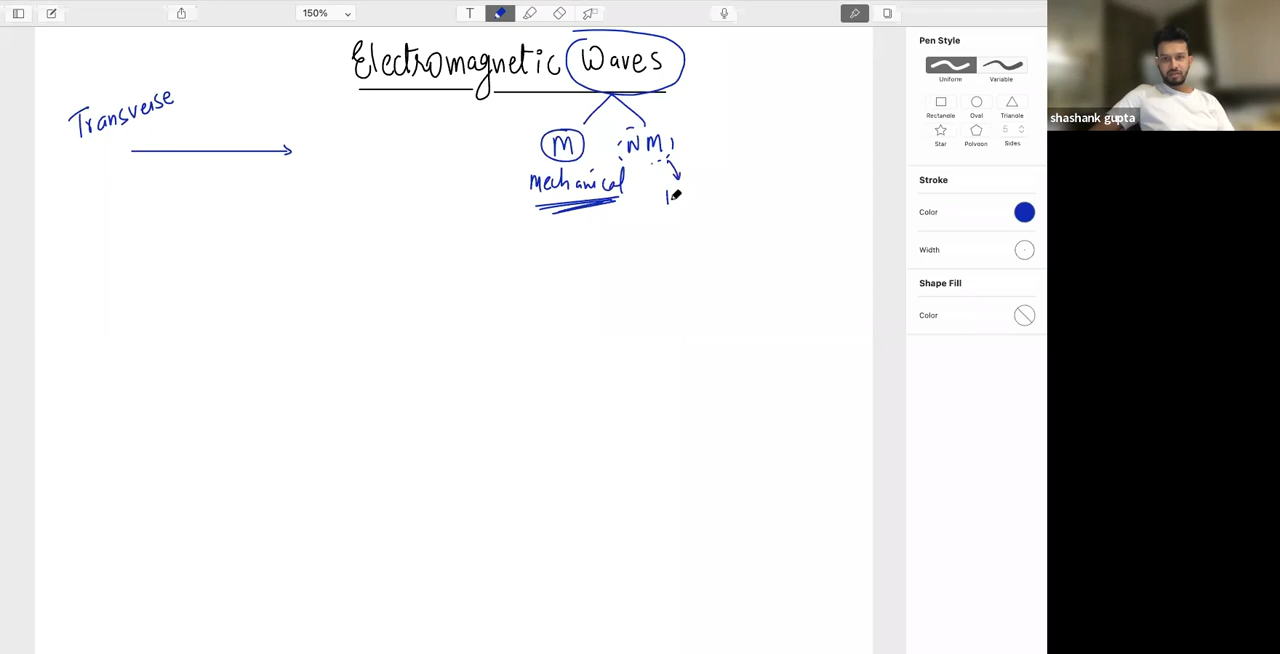 150%
T
Electromagnetic Waves
Transverse
M
NM
Mechanical
Pen Style
Uniform
Variable
Rectangle
Oval
Triangle
Star
Polygon
5
Sides
Stroke
Color
Width
Shape Fill
Color
shashank gupta